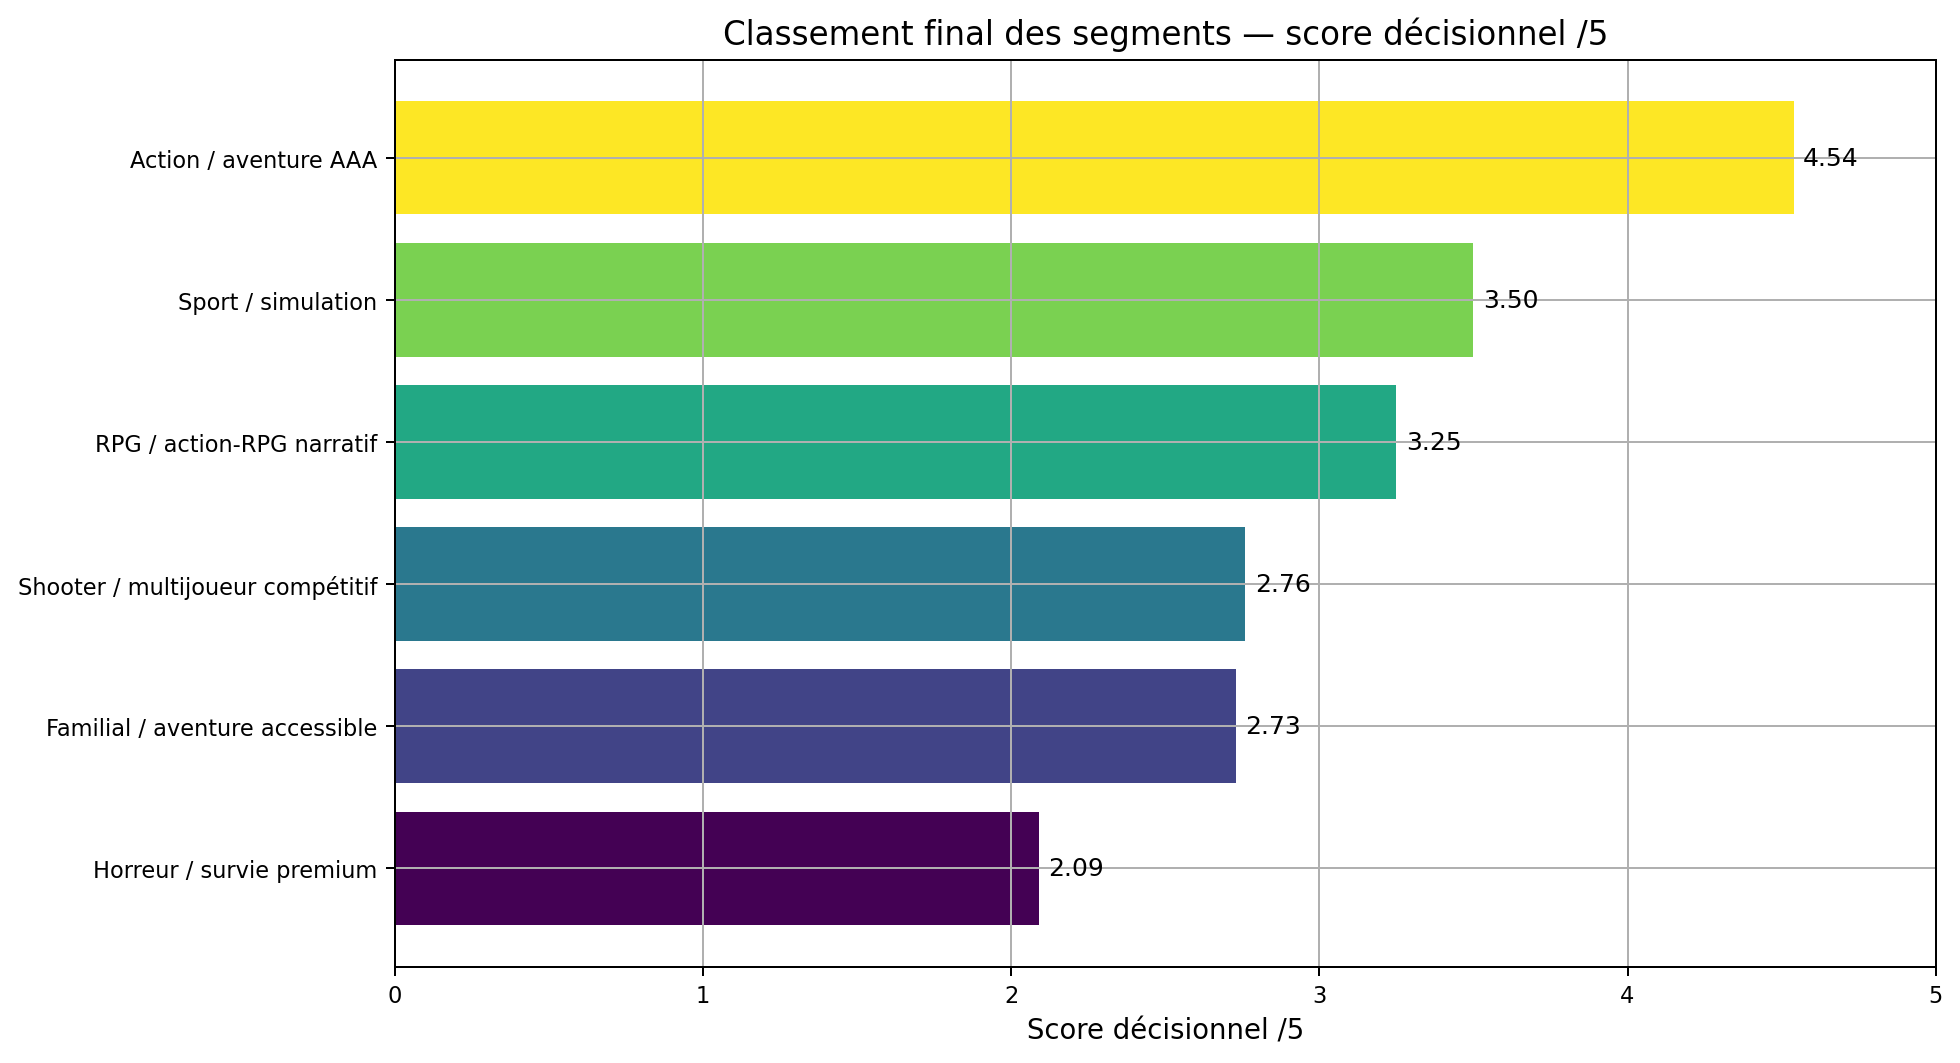 Classement final des segments — score décisionnel /5
Action / aventure AAA
4.54
Sport / simulation
3.50
RPG / action-RPG narratif
3.25
Shooter / multijoueur compétitif
2.76
Familial / aventure accessible
2.73
Horreur / survie premium
2.09
0 1 2 3 4 5
Score décisionnel /5